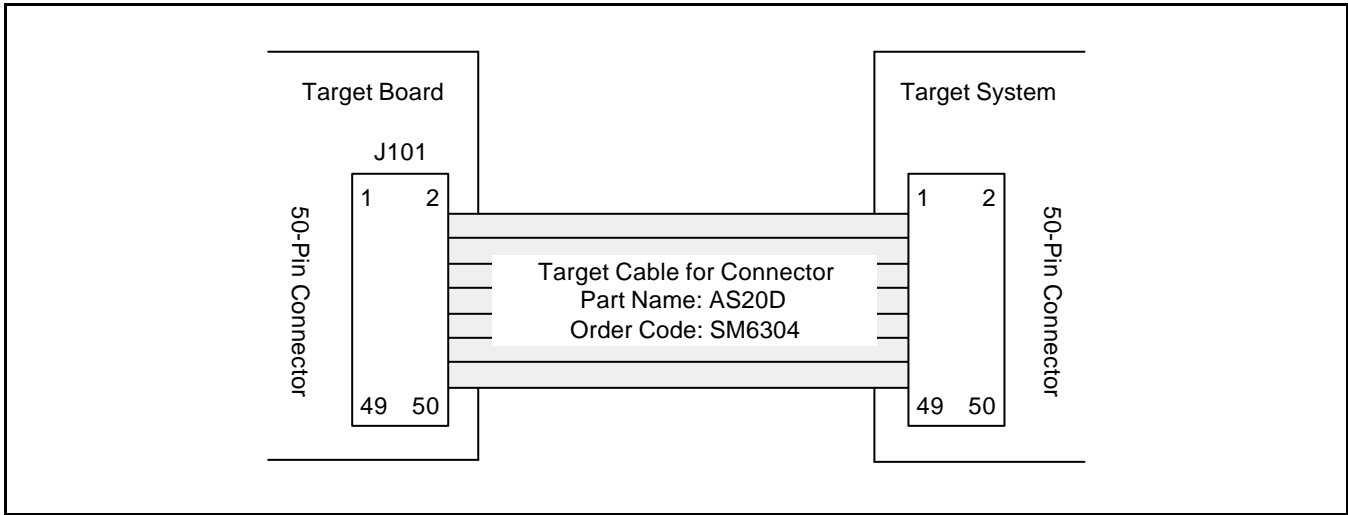 Target Board
J101
1 2
50-Pin Connector
49 50
Target Cable for Connector
Part Name: AS20D
Order Code: SM6304
Target System
1 2
50-Pin Connector
49 50